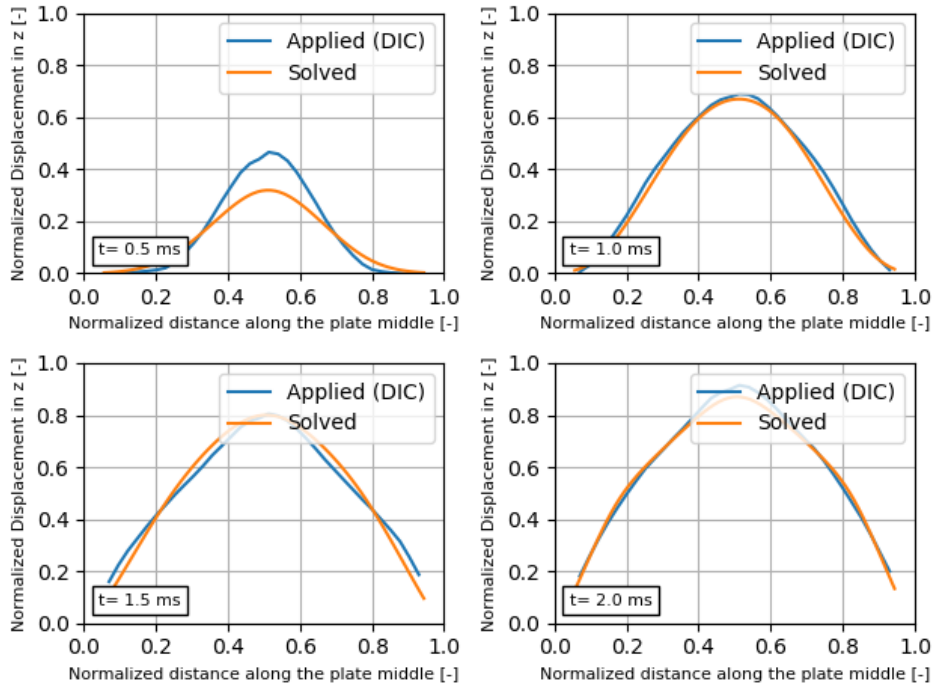 Normalized Displacement in z [-]
1.0
0.8
0.6
0.4
0.2
0.0
Applied (DIC)
Solved
t= 0.5 ms
0.0 0.2 0.4 0.6 0.8 1.0
Normalized distance along the plate middle [-]
Normalized Displacement in z [-]
1.0
0.8
0.6
0.4
0.2
0.0
Applied (DIC)
Solved
t= 1.0 ms
0.0 0.2 0.4 0.6 0.8 1.0
Normalized distance along the plate middle [-]
Normalized Displacement in z [-]
1.0
0.8
0.6
0.4
0.2
0.0
Applied (DIC)
Solved
t= 1.5 ms
0.0 0.2 0.4 0.6 0.8 1.0
Normalized distance along the plate middle [-]
Normalized Displacement in z [-]
1.0
0.8
0.6
0.4
0.2
0.0
Applied (DIC)
Solved
t= 2.0 ms
0.0 0.2 0.4 0.6 0.8 1.0
Normalized distance along the plate middle [-]